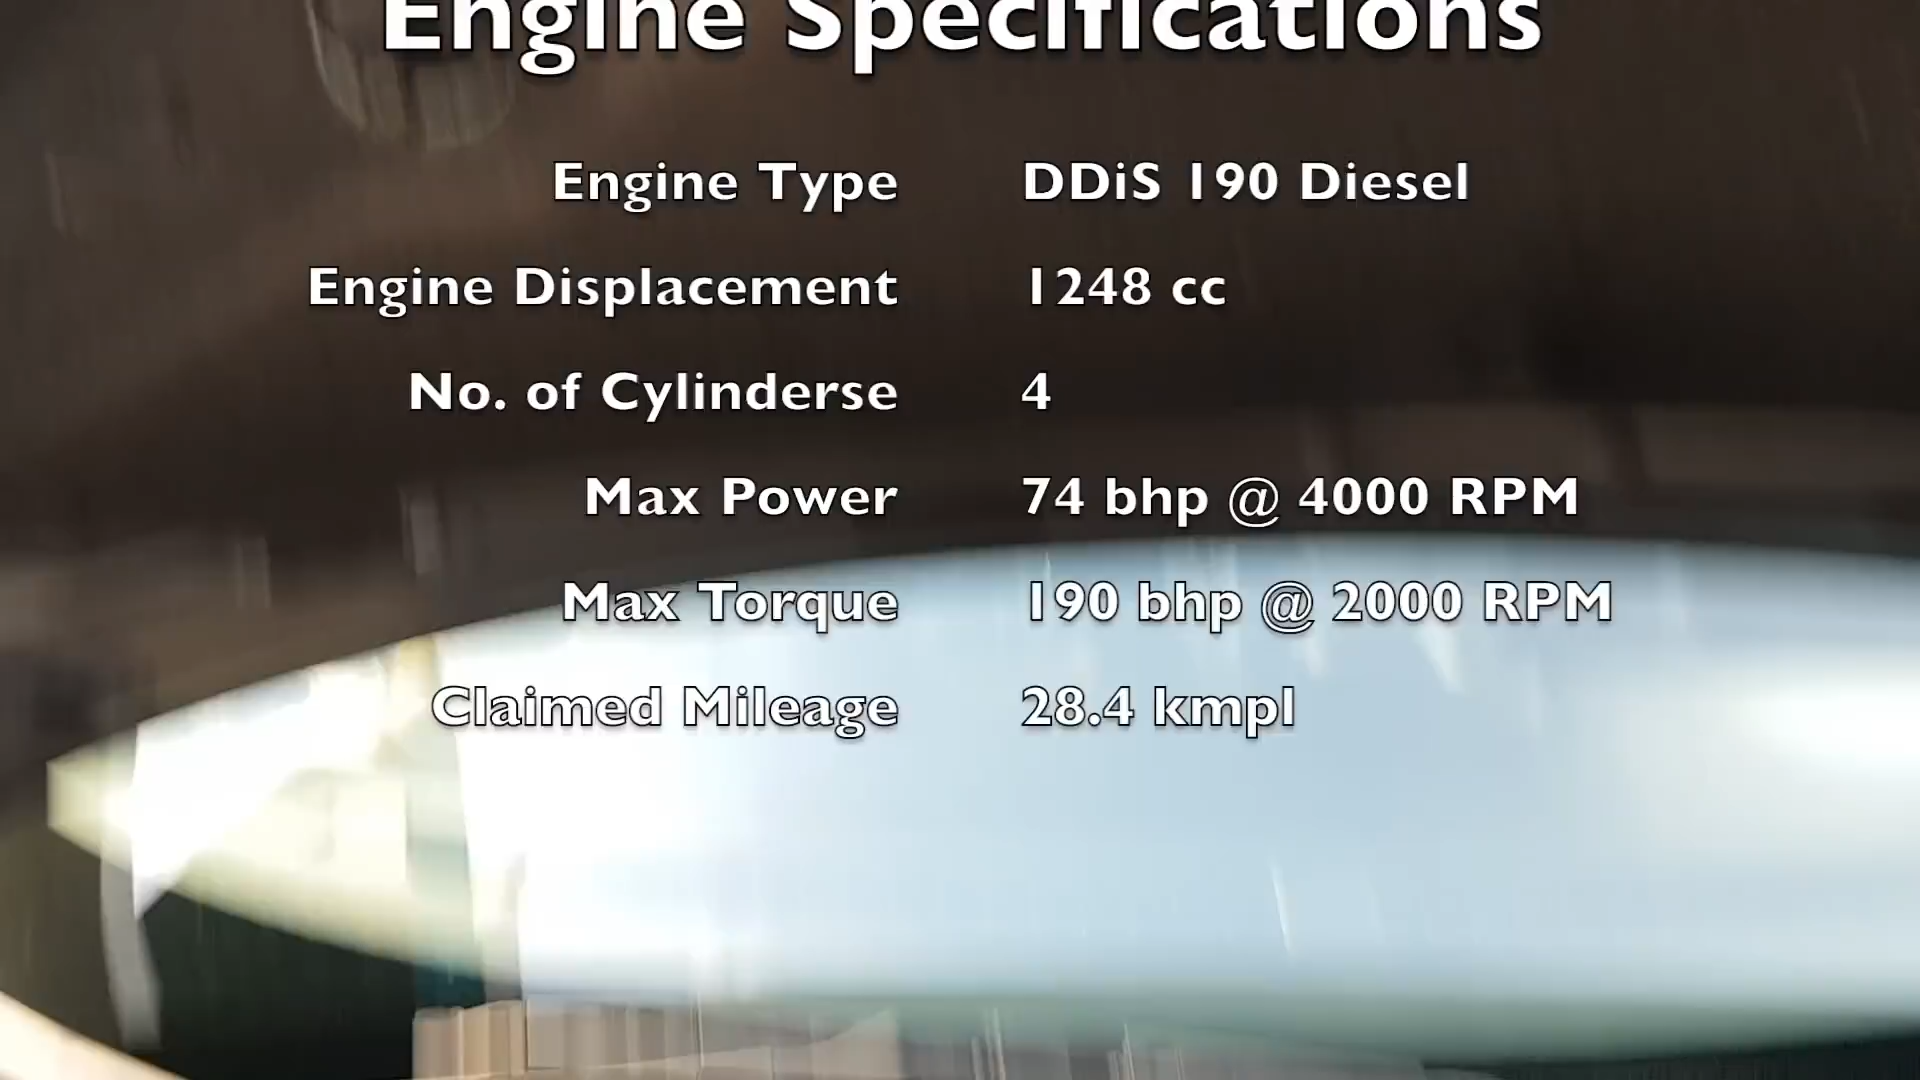 Engine Specifications
Engine Type DDiS 190 Diesel
Engine Displacement 1248 cc
No. of Cylinderse 4
Max Power 74 bhp @ 4000 RPM
Max Torque 190 bhp @ 2000 RPM
Claimed Mileage 28.4 kmpl